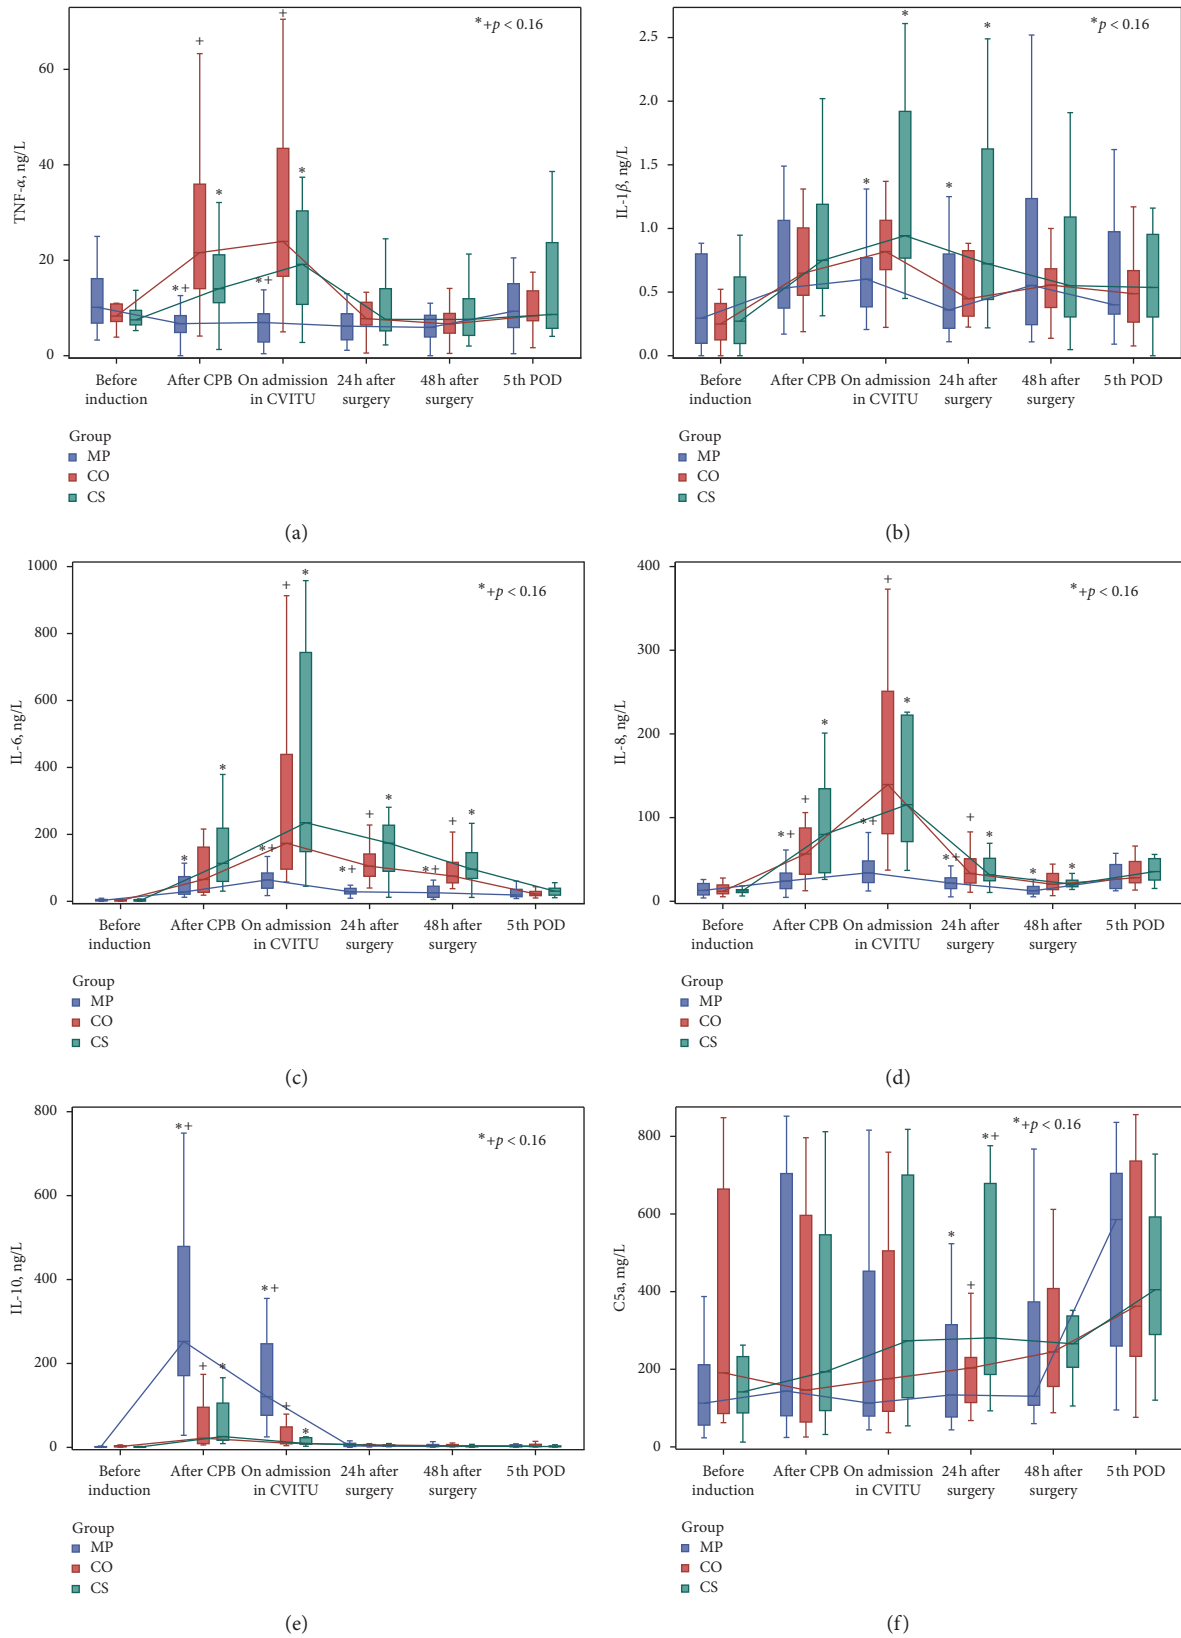 *+p < 0.16
60
40
20
0
TNF-α, ng/L
Before induction
After CPB
On admission in CVITU
24 h after surgery
48 h after surgery
5th POD
* +
+
*
* +
+
*
Group
MP
CO
CS
(a)
*p < 0.16
2.5
2.0
1.5
1.0
0.5
0.0
IL-1β, ng/L
Before induction
After CPB
On admission in CVITU
24 h after surgery
48 h after surgery
5th POD
*
*
*
*
Group
MP
CO
CS
(b)
*+p < 0.16
1000
800
600
400
200
0
IL-6, ng/L
Before induction
After CPB
On admission in CVITU
24 h after surgery
48 h after surgery
5th POD
*
*
* +
+
*
* +
+
*
* +
+
*
Group
MP
CO
CS
(c)
*+p < 0.16
400
300
200
100
0
IL-8, ng/L
Before induction
After CPB
On admission in CVITU
24 h after surgery
48 h after surgery
5th POD
* +
+
*
* +
+
*
* +
+
*
*
*
Group
MP
CO
CS
(d)
*+p < 0.16
800
600
400
200
0
IL-10, ng/L
Before induction
After CPB
On admission in CVITU
24 h after surgery
48 h after surgery
5th POD
* +
+
*
* +
+
*
Group
MP
CO
CS
(e)
*+p < 0.16
800
600
400
200
0
C5a, mg/L
Before induction
After CPB
On admission in CVITU
24 h after surgery
48 h after surgery
5th POD
*
+
* +
Group
MP
CO
CS
(f)